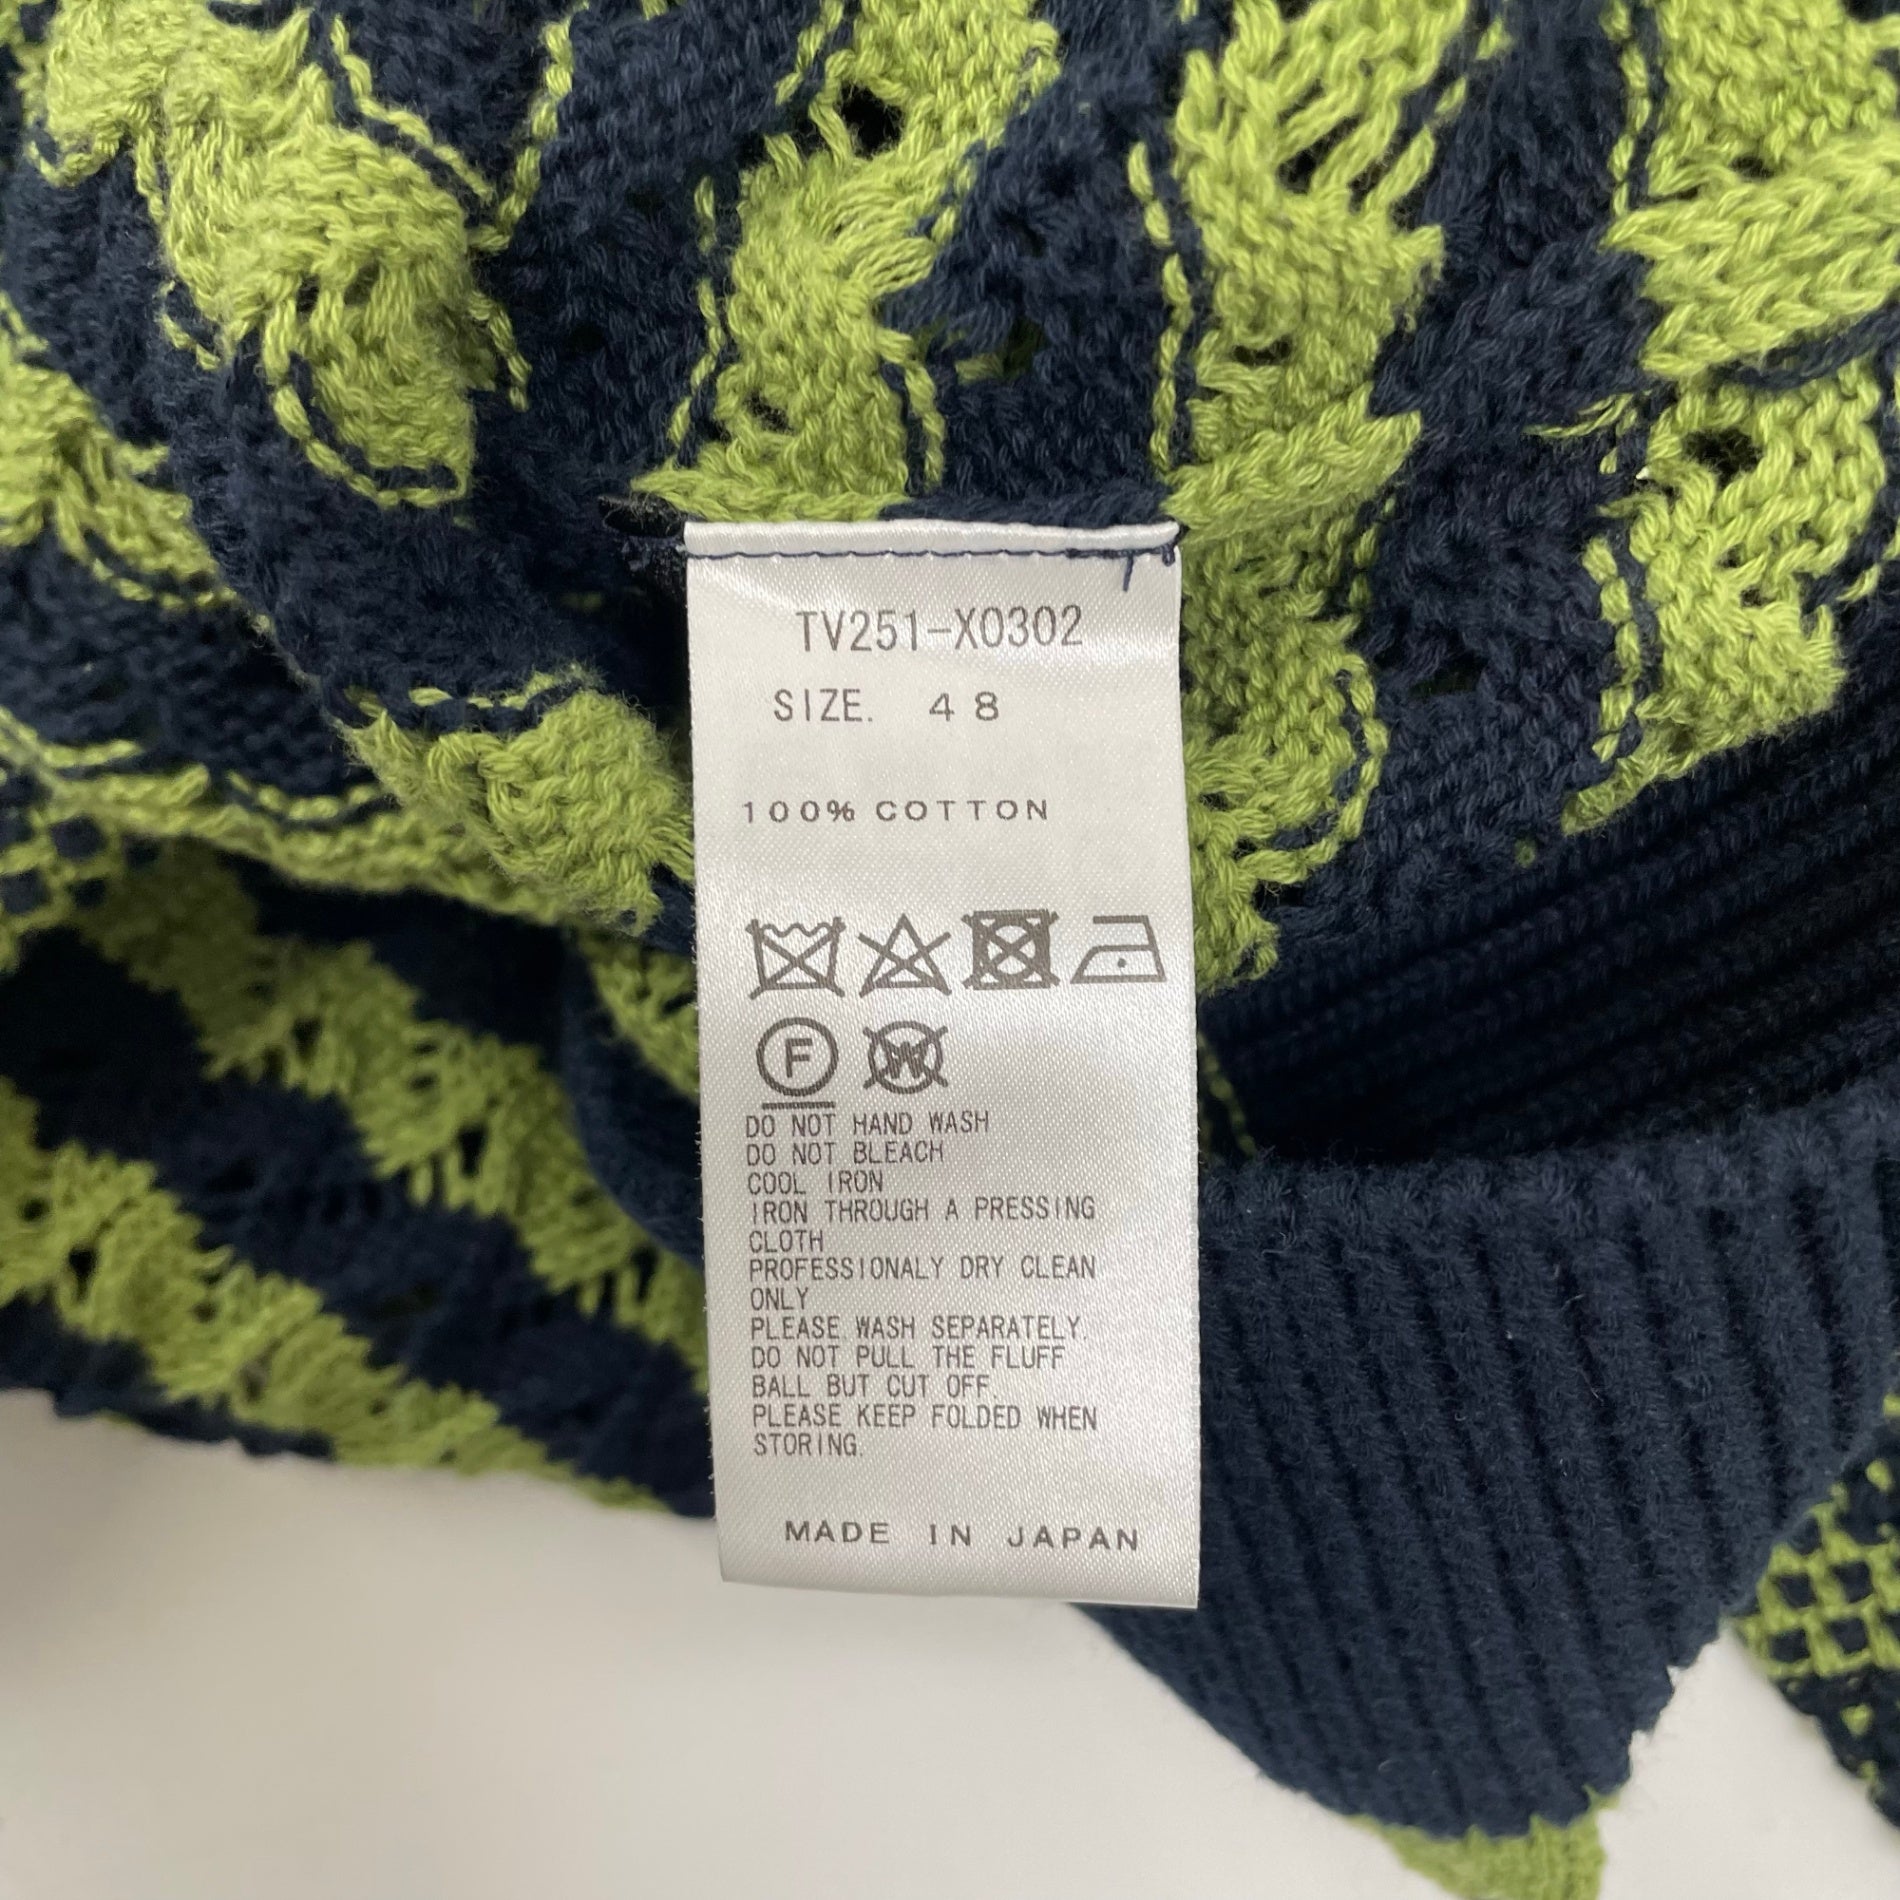 TV251-X0302
SIZE. 48
100% COTTON
F W
DO NOT HAND WASH
DO NOT BLEACH
COOL IRON
IRON THROUGH A PRESSING
CLOTH
PROFESSIONALY DRY CLEAN
ONLY
PLEASE WASH SEPARATELY.
DO NOT PULL THE FLUFF
BALL BUT CUT OFF.
PLEASE KEEP FOLDED WHEN
STORING.
MADE IN JAPAN